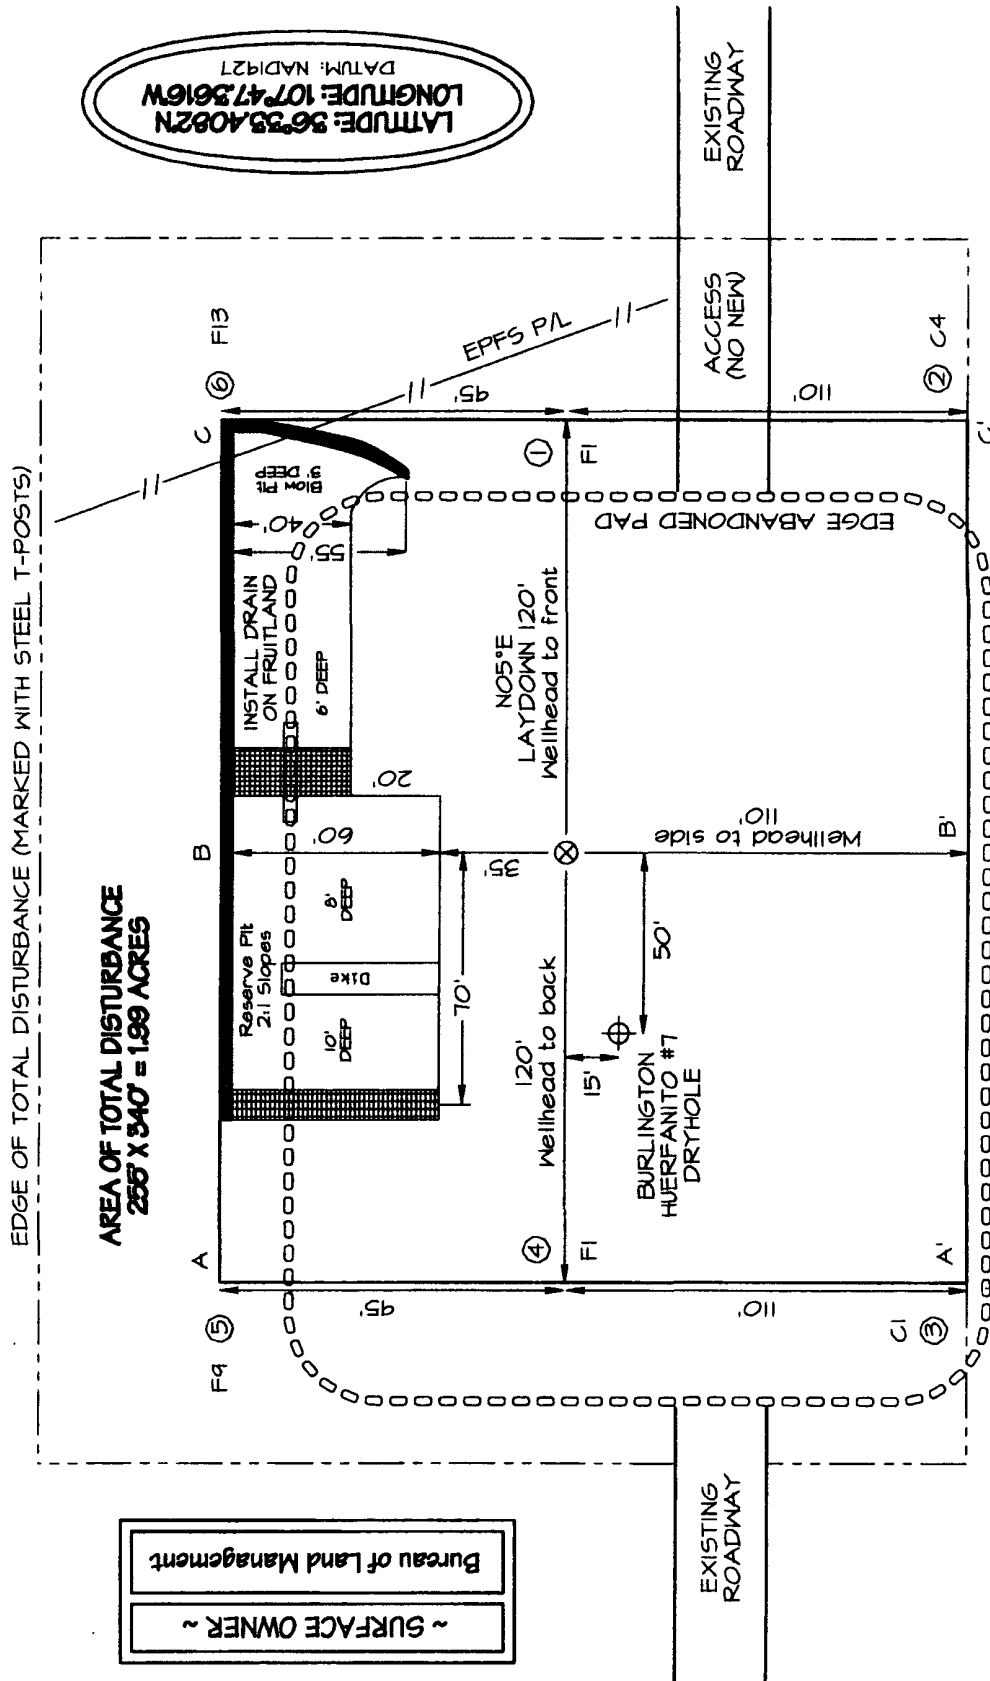 LATITUDE: 36°33.4082'N
LONGITUDE: 107°47.3616'W
DATUM: NAD1927
EXISTING
ROADWAY
EDGE OF TOTAL DISTURBANCE (MARKED WITH STEEL T-POSTS)
AREA OF TOTAL DISTURBANCE
255' X 340' = 1.99 ACRES
ACCESS
(NO NEW)
EPFS P/L
C
6
F13
45'
110'
2
C4
C'
1
F1
Blow Pit
3' DEEP
40'
55'
INSTALL DRAIN
ON FRUITLAND
6' DEEP
20'
EDGE ABANDONED PAD
N05°E
LAYDOWN 120'
Wellhead to front
B
60'
35'
110'
Wellhead to side
B'
Reserve Pit
2:1 Slopes
8'
DEEP
Dike
10'
DEEP
70'
120'
Wellhead to back
50'
15'
BURLINGTON
HUERFANITO #7
DRYHOLE
A
4
F1
A'
F9
5
45'
110'
C1
3
EXISTING
ROADWAY
~ SURFACE OWNER ~
Bureau of Land Management